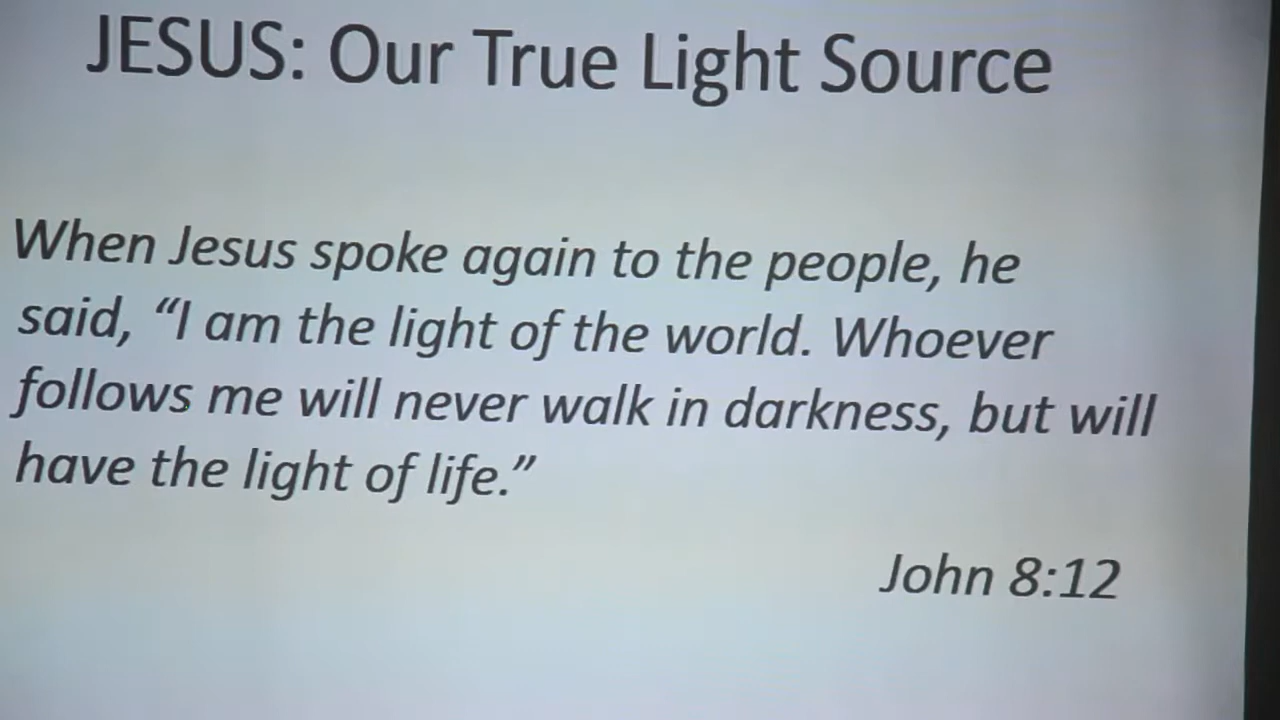 JESUS: Our True Light Source
When Jesus spoke again to the people, he
said, “I am the light of the world. Whoever
follows me will never walk in darkness, but will
have the light of life.”
John 8:12